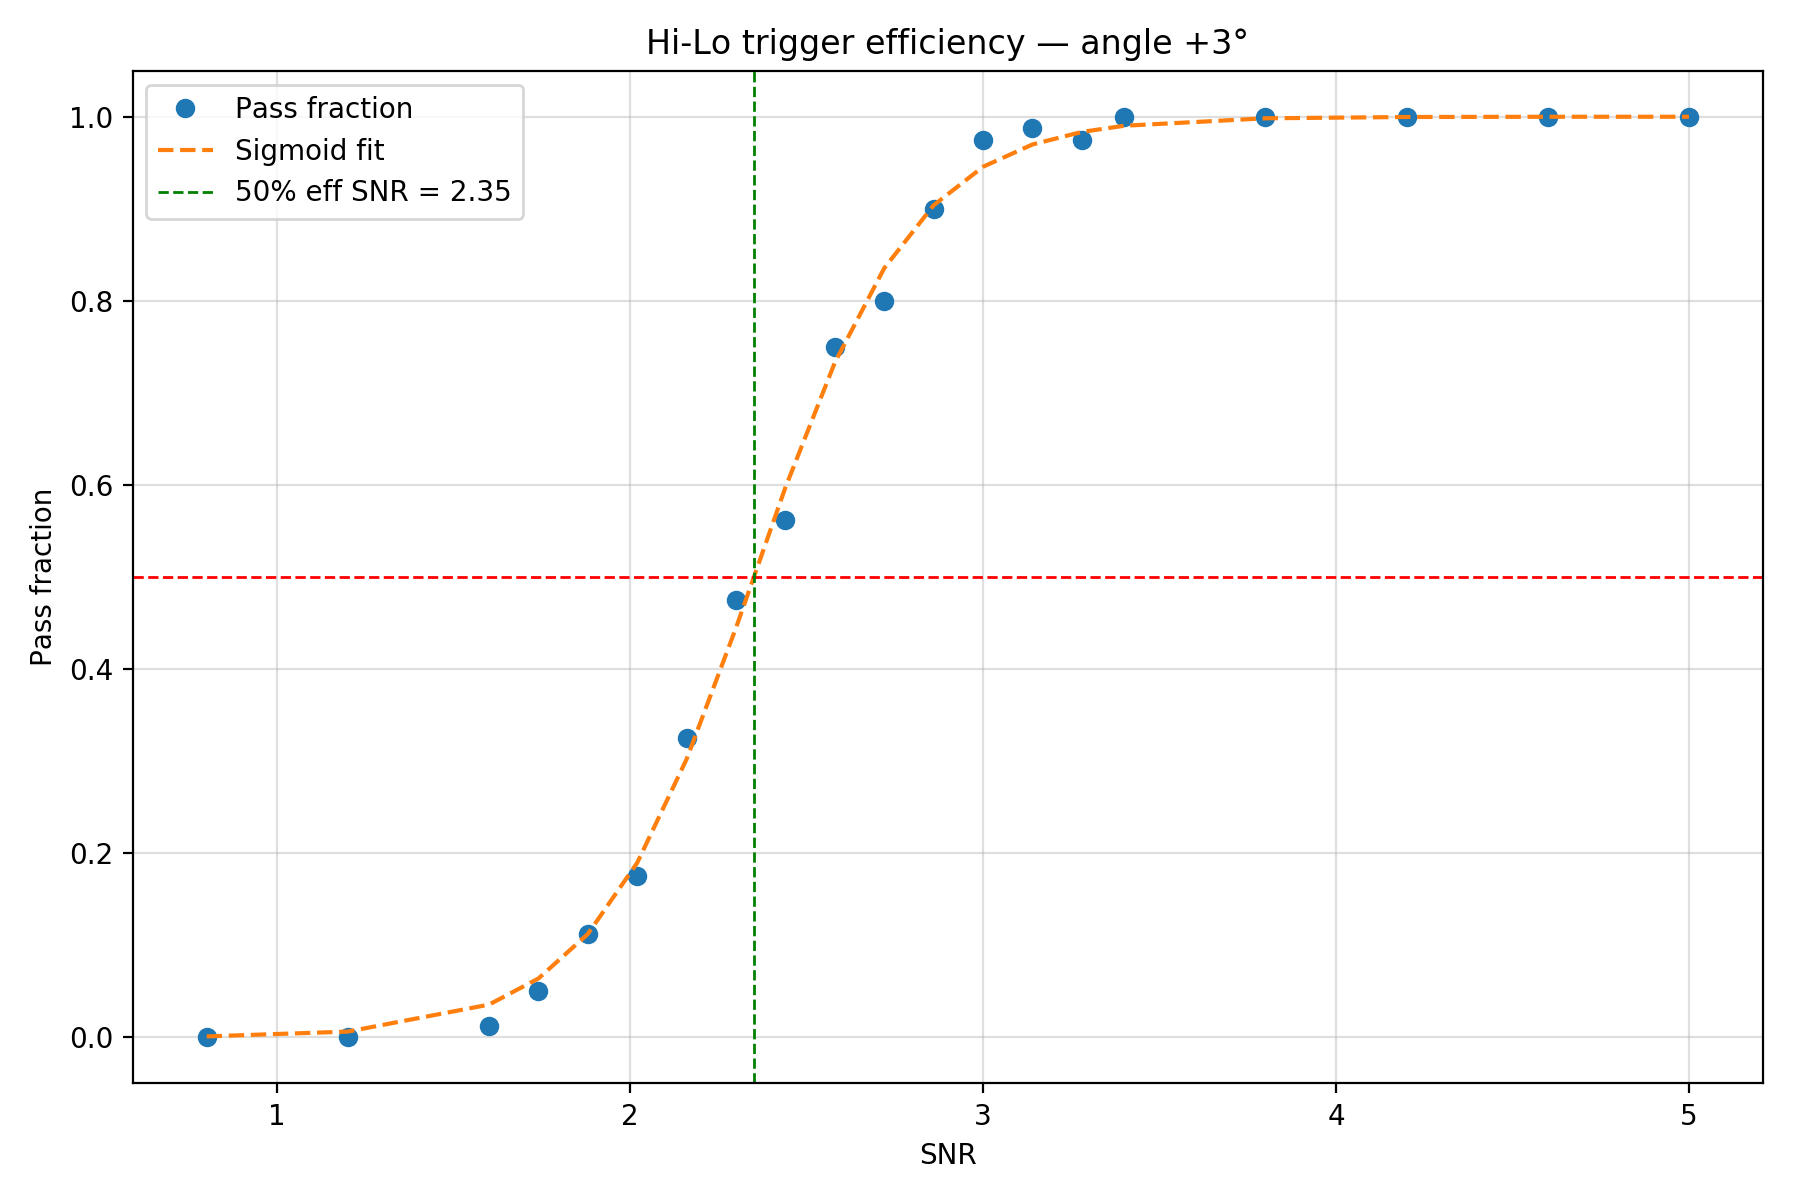 Hi-Lo trigger efficiency — angle +3°
Pass fraction
Sigmoid fit
50% eff SNR = 2.35
1.0
0.8
0.6
0.4
0.2
0.0
Pass fraction
1 2 3 4 5
SNR